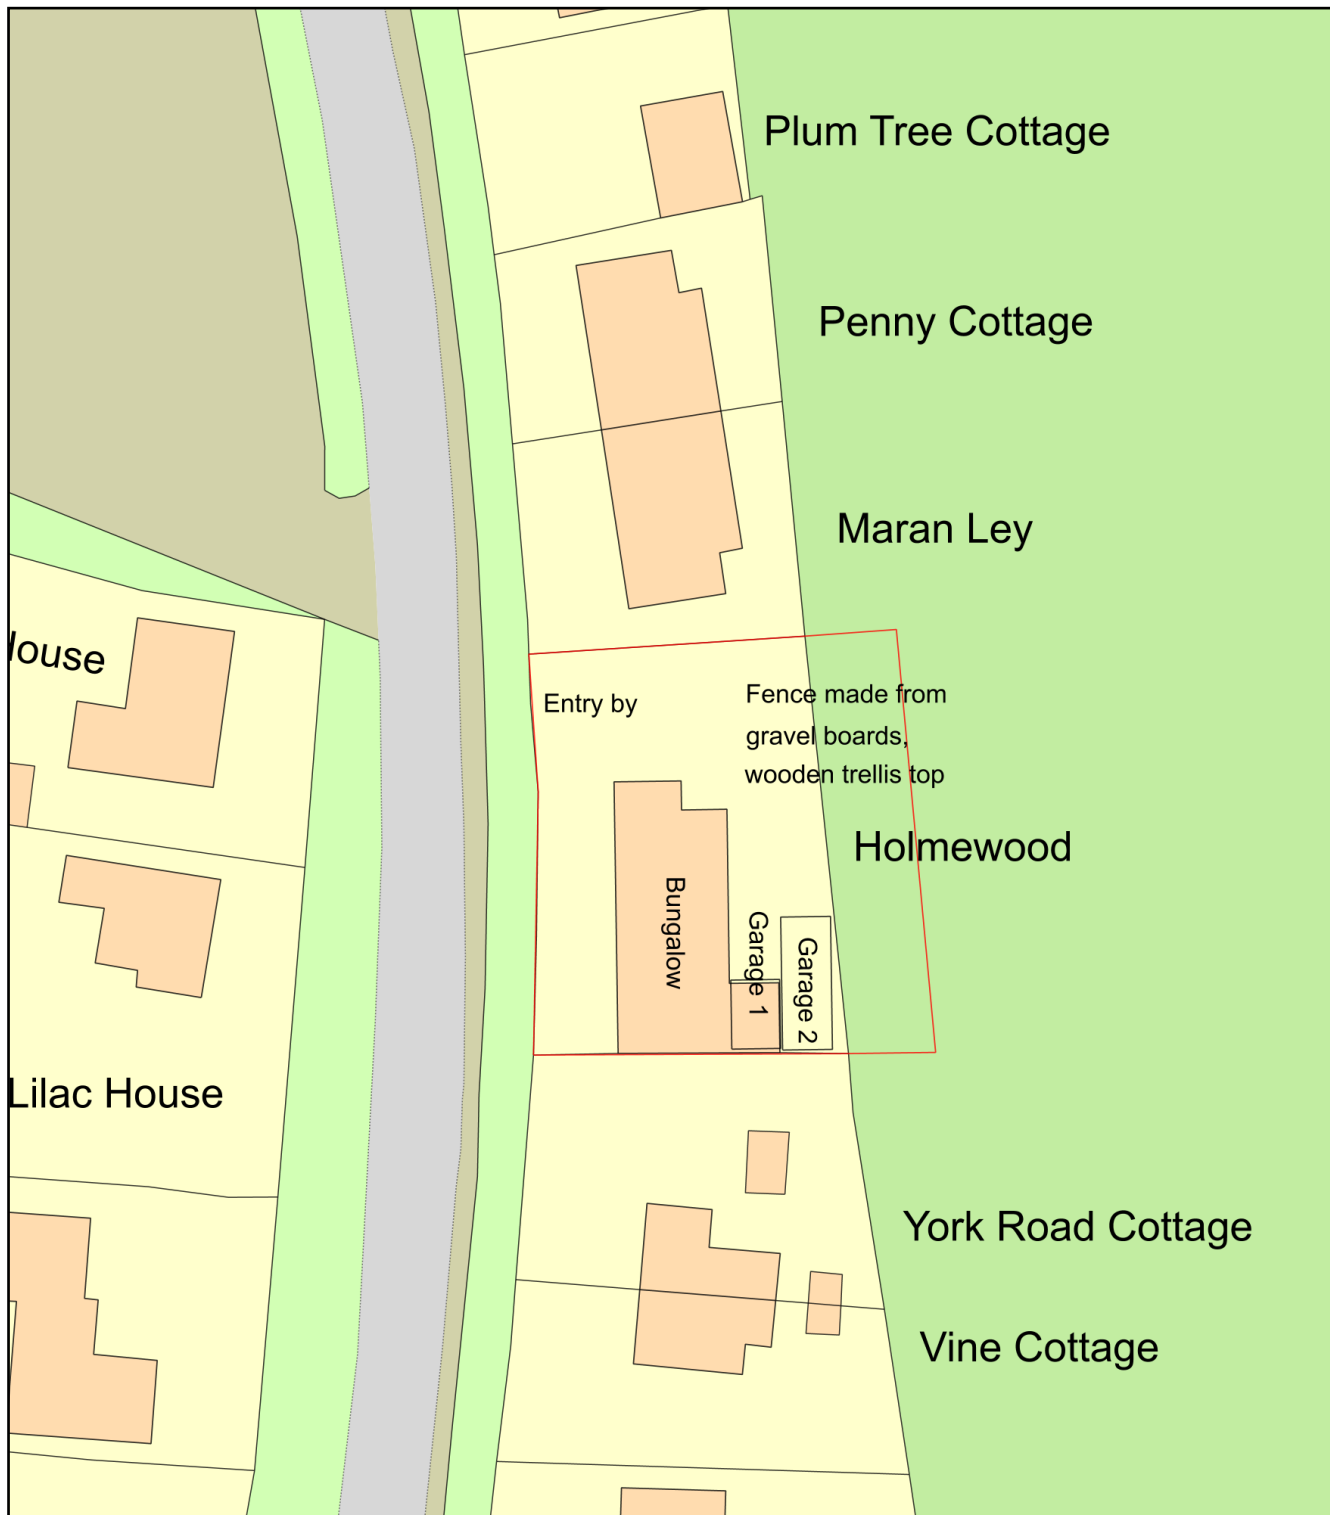 Plum Tree Cottage
Penny Cottage
Maran Ley
House
Entry by
Fence made from
gravel boards,
wooden trellis top
Holmewood
Bungalow
Garage 1
Garage 2
Lilac House
York Road Cottage
Vine Cottage